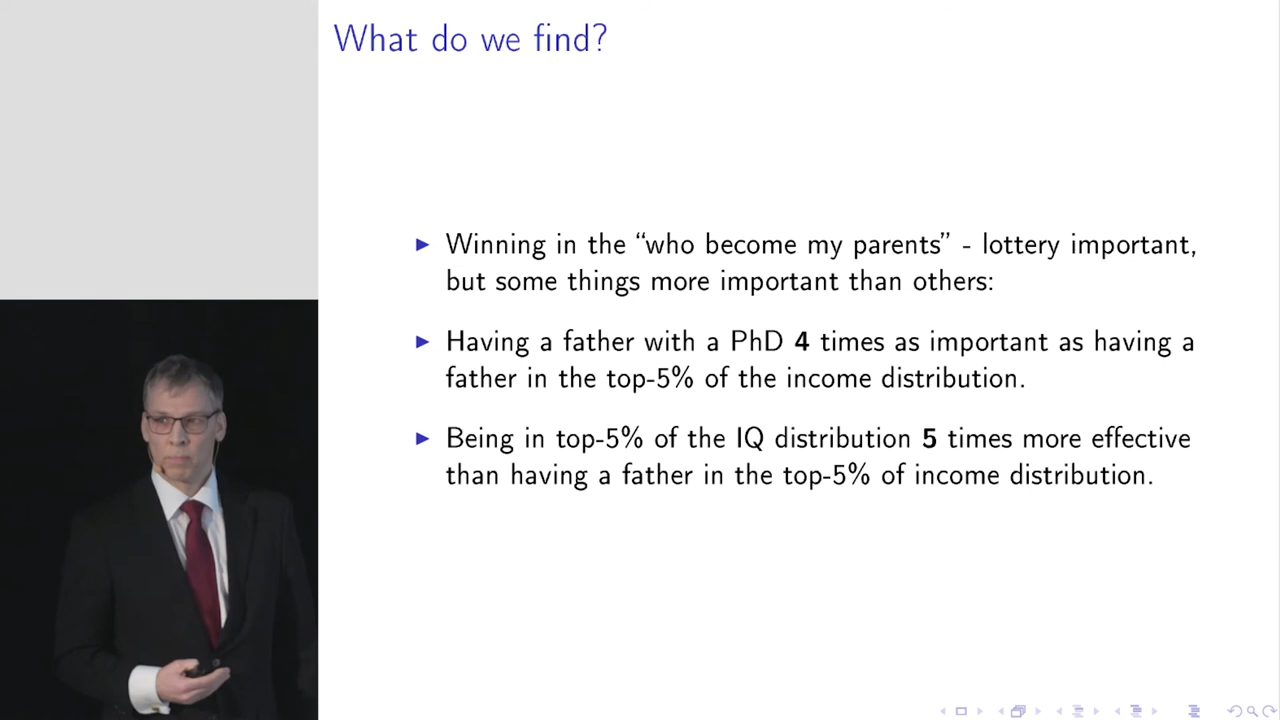 What do we find?
▶ Winning in the “who become my parents” - lottery important,
but some things more important than others:
▶ Having a father with a PhD 4 times as important as having a
father in the top-5% of the income distribution.
▶ Being in top-5% of the IQ distribution 5 times more effective
than having a father in the top-5% of income distribution.